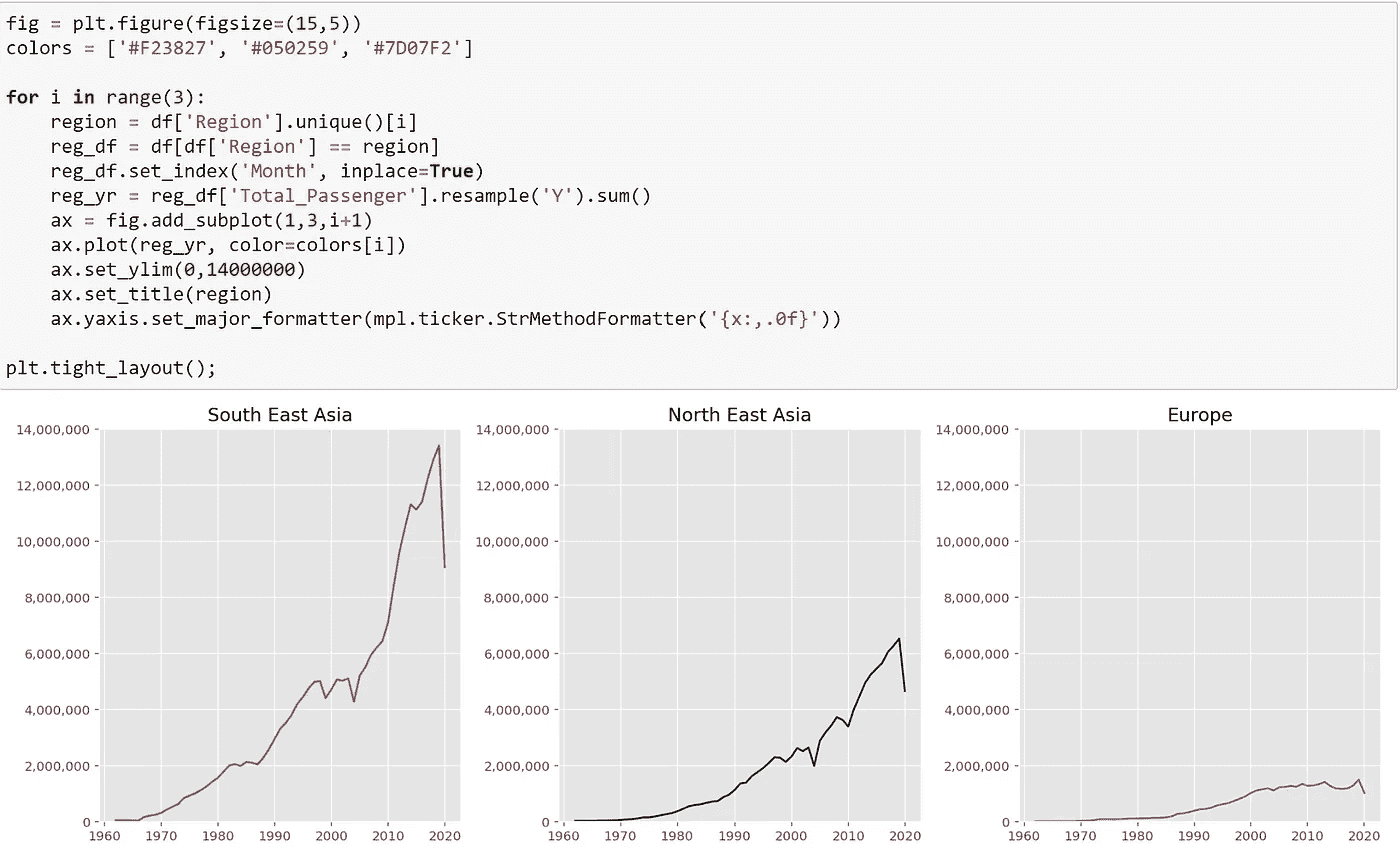 fig = plt.figure(figsize=(15,5))
colors = ['#F23827', '#050259', '#7D07F2']
for i in range(3):
    region = df['Region'].unique()[i]
    reg_df = df[df['Region'] == region]
    reg_df.set_index('Month', inplace=True)
    reg_yr = reg_df['Total_Passenger'].resample('Y').sum()
    ax = fig.add_subplot(1,3,i+1)
    ax.plot(reg_yr, color=colors[i])
    ax.set_ylim(0,14000000)
    ax.set_title(region)
    ax.yaxis.set_major_formatter(mpl.ticker.StrMethodFormatter('{x:,.0f}'))
plt.tight_layout();
South East Asia
14,000,000
12,000,000
10,000,000
8,000,000
6,000,000
4,000,000
2,000,000
0
1960 1970 1980 1990 2000 2010 2020
North East Asia
14,000,000
12,000,000
10,000,000
8,000,000
6,000,000
4,000,000
2,000,000
0
1960 1970 1980 1990 2000 2010 2020
Europe
14,000,000
12,000,000
10,000,000
8,000,000
6,000,000
4,000,000
2,000,000
0
1960 1970 1980 1990 2000 2010 2020